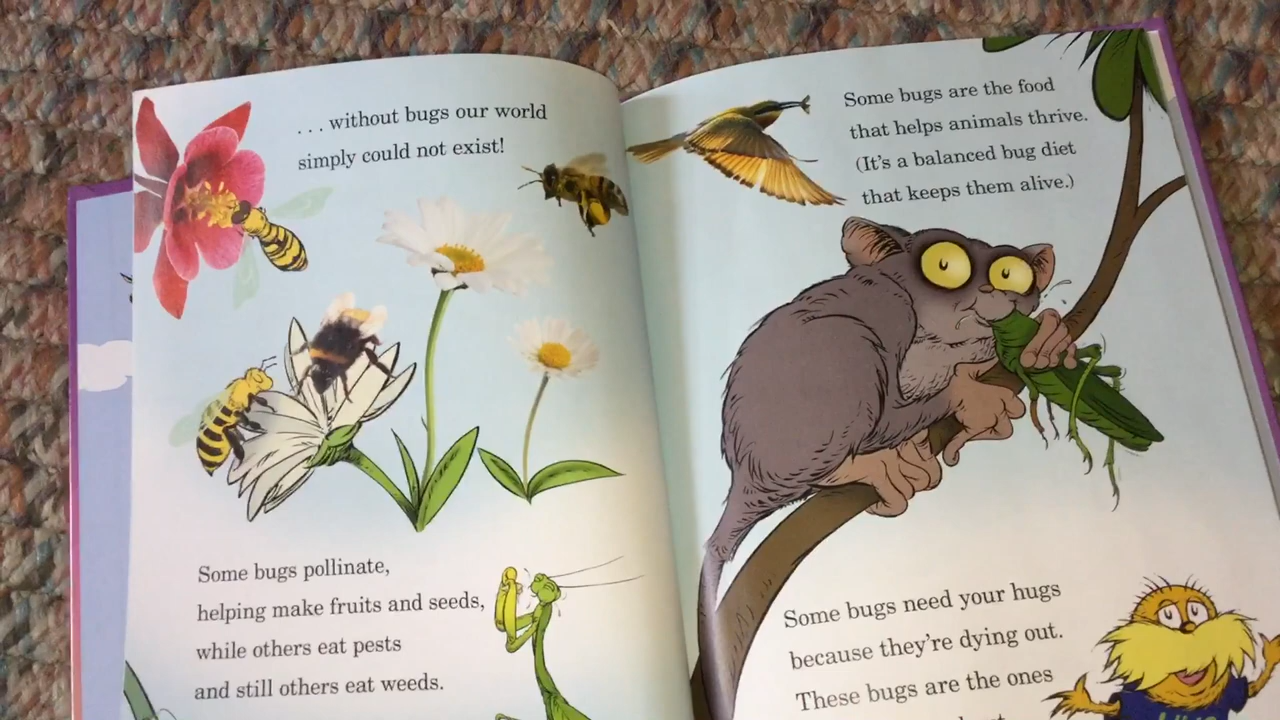 . . . without bugs our world
simply could not exist!
Some bugs pollinate,
helping make fruits and seeds,
while others eat pests
and still others eat weeds.
Some bugs are the food
that helps animals thrive.
(It's a balanced bug diet
that keeps them alive.)
Some bugs need your hugs
because they're dying out.
These bugs are the ones